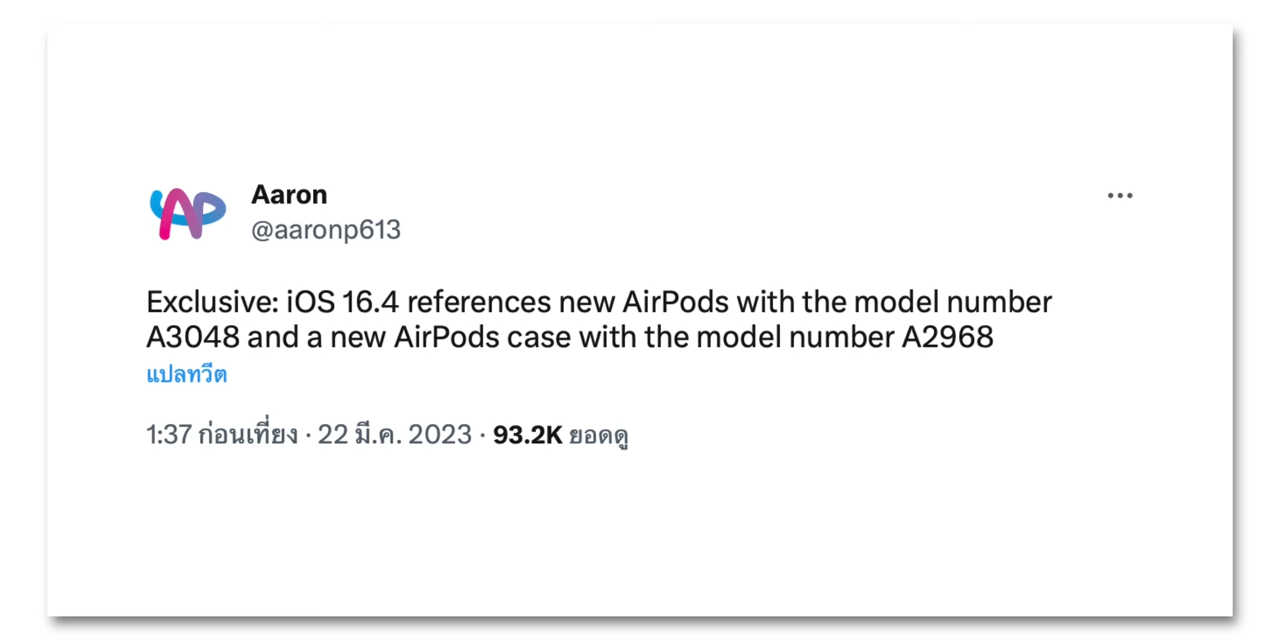 Aaron
@aaronp613
Exclusive: iOS 16.4 references new AirPods with the model number
A3048 and a new AirPods case with the model number A2968
แปลทวีต
1:37 ก่อนเที่ยง · 22 มี.ค. 2023 · 93.2K ยอดดู